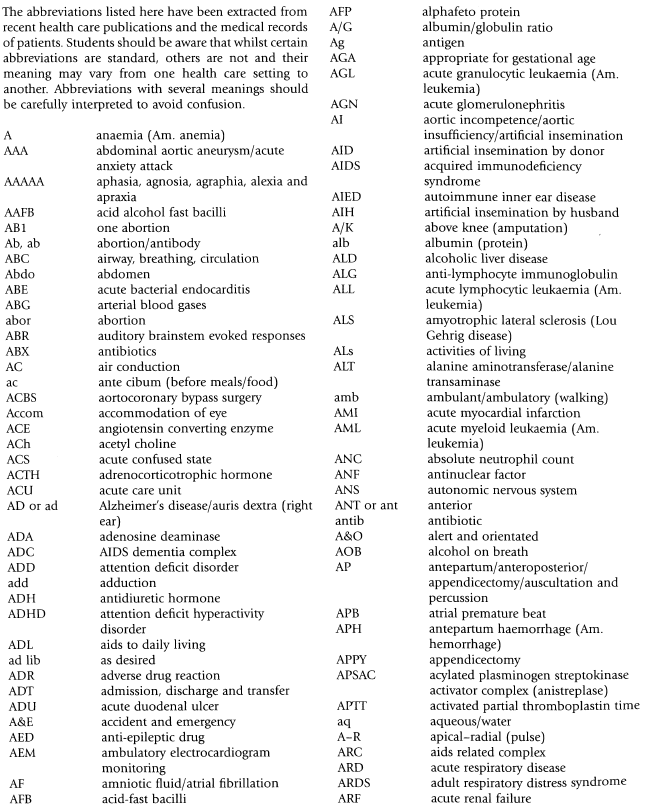 The abbreviations listed here have been extracted from
recent health care publications and the medical records
of patients. Students should be aware that whilst certain
abbreviations are standard, others are not and their
meaning may vary from one health care setting to
another. Abbreviations with several meanings should
be carefully interpreted to avoid confusion.
A anaemia (Am. anemia)
AAA abdominal aortic aneurysm/acute
anxiety attack
AAAAA aphasia, agnosia, agraphia, alexia and
apraxia
AAFB acid alcohol fast bacilli
AB1 one abortion
Ab, ab abortion/antibody
ABC airway, breathing, circulation
Abdo abdomen
ABE acute bacterial endocarditis
ABG arterial blood gases
abor abortion
ABR auditory brainstem evoked responses
ABX antibiotics
AC air conduction
ac ante cibum (before meals/food)
ACBS aortocoronary bypass surgery
Accom accommodation of eye
ACE angiotensin converting enzyme
ACh acetyl choline
ACS acute confused state
ACTH adrenocorticotrophic hormone
ACU acute care unit
AD or ad Alzheimer's disease/auris dextra (right
ear)
ADA adenosine deaminase
ADC AIDS dementia complex
ADD attention deficit disorder
add adduction
ADH antidiuretic hormone
ADHD attention deficit hyperactivity
disorder
ADL aids to daily living
ad lib as desired
ADR adverse drug reaction
ADT admission, discharge and transfer
ADU acute duodenal ulcer
A&E accident and emergency
AED anti-epileptic drug
AEM ambulatory electrocardiogram
monitoring
AF amniotic fluid/atrial fibrillation
AFB acid-fast bacilli
AFP alphafeto protein
A/G albumin/globulin ratio
Ag antigen
AGA appropriate for gestational age
AGL acute granulocytic leukaemia (Am.
leukemia)
AGN acute glomerulonephritis
AI aortic incompetence/aortic
insufficiency/artificial insemination
AID artificial insemination by donor
AIDS acquired immunodeficiency
syndrome
AIED autoimmune inner ear disease
AIH artificial insemination by husband
A/K above knee (amputation)
alb albumin (protein)
ALD alcoholic liver disease
ALG anti-lymphocyte immunoglobulin
ALL acute lymphocytic leukaemia (Am.
leukemia)
ALS amyotrophic lateral sclerosis (Lou
Gehrig disease)
ALs activities of living
ALT alanine aminotransferase/alanine
transaminase
amb ambulant/ambulatory (walking)
AMI acute myocardial infarction
AML acute myeloid leukaemia (Am.
leukemia)
ANC absolute neutrophil count
ANF antinuclear factor
ANS autonomic nervous system
ANT or ant anterior
antib antibiotic
A&O alert and orientated
AOB alcohol on breath
AP antepartum/anteroposterior/
appendicectomy/auscultation and
percussion
APB atrial premature beat
APH antepartum haemorrhage (Am.
hemorrhage)
APPY appendicectomy
APSAC acylated plasminogen streptokinase
activator complex (anistreplase)
APTT activated partial thromboplastin time
aq aqueous/water
A–R apical–radial (pulse)
ARC aids related complex
ARD acute respiratory disease
ARDS adult respiratory distress syndrome
ARF acute renal failure